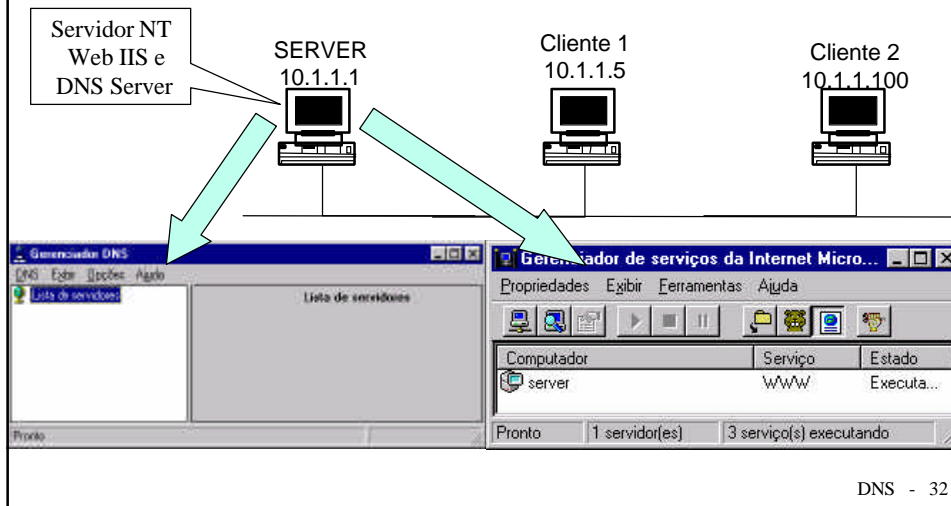 Servidor NT
Web IIS e
DNS Server
SERVER
10.1.1.1
Cliente 1
10.1.1.5
Cliente 2
10.1.1.100
Gerenciador DNS
DNS Exibir Opções Ajuda
Lista de servidores
Lista de servidores
Pronto
Gerenciador de serviços da Internet Micro...
Propriedades Exibir Ferramentas Ajuda
Computador Serviço Estado
server WWW Executa...
Pronto 1 servidor(es) 3 serviço(s) executando
DNS - 32